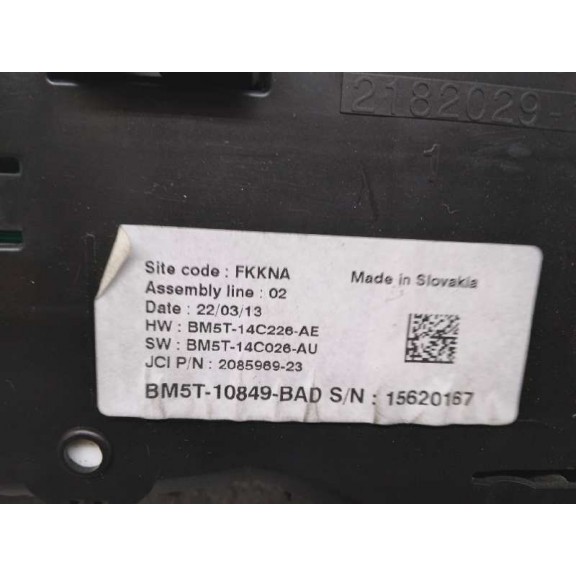 2182029-
1
Site code : FKKNA
Made in Slovakia
Assembly line : 02
Date : 22/03/13
HW : BM5T-14C226-AE
SW : BM5T-14C026-AU
JCI P/N : 2085969-23
BM5T-10849-BAD S/N : 15620167